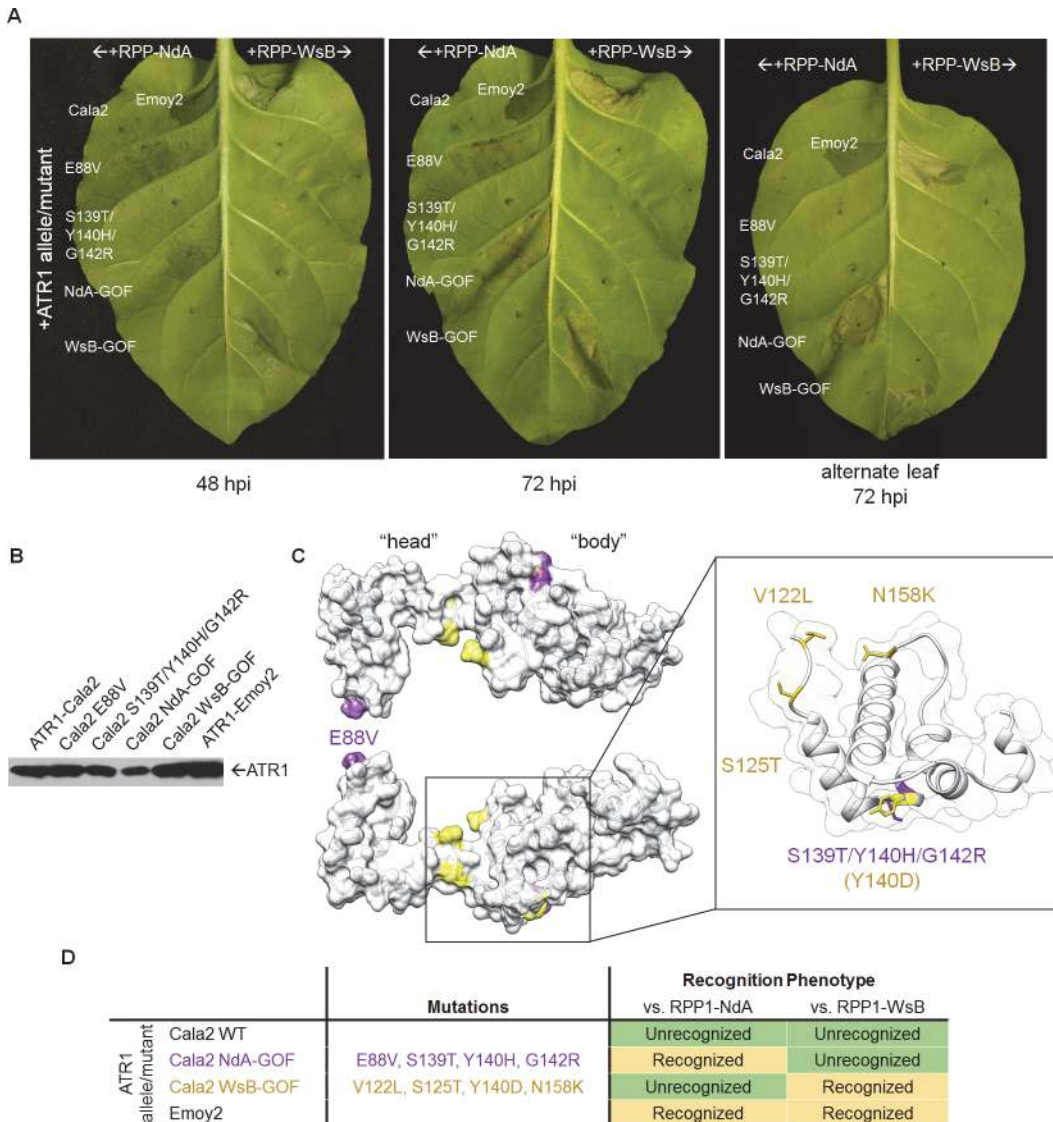 A
←+RPP-NdA +RPP-WsB→
Cala2 Emoy2
E88V
S139T/
Y140H/
G142R
NdA-GOF
WsB-GOF
+ATR1 allele/mutant
48 hpi
←+RPP-NdA +RPP-WsB→
Cala2 Emoy2
E88V
S139T/
Y140H/
G142R
NdA-GOF
WsB-GOF
72 hpi
←+RPP-NdA +RPP-WsB→
Cala2 Emoy2
E88V
S139T/
Y140H/
G142R
NdA-GOF
WsB-GOF
alternate leaf
72 hpi
B
ATR1-Cala2
Cala2 E88V
Cala2 S139T/Y140H/G142R
Cala2 NdA-GOF
Cala2 WsB-GOF
ATR1-Emoy2
←ATR1
C
"head" "body"
E88V
V122L N158K
S125T
S139T/Y140H/G142R
(Y140D)
D
Recognition Phenotype
Mutations vs. RPP1-NdA vs. RPP1-WsB
ATR1
allele/mutant
Cala2 WT Unrecognized Unrecognized
Cala2 NdA-GOF E88V, S139T, Y140H, G142R Recognized Unrecognized
Cala2 WsB-GOF V122L, S125T, Y140D, N158K Unrecognized Recognized
Emoy2 Recognized Recognized